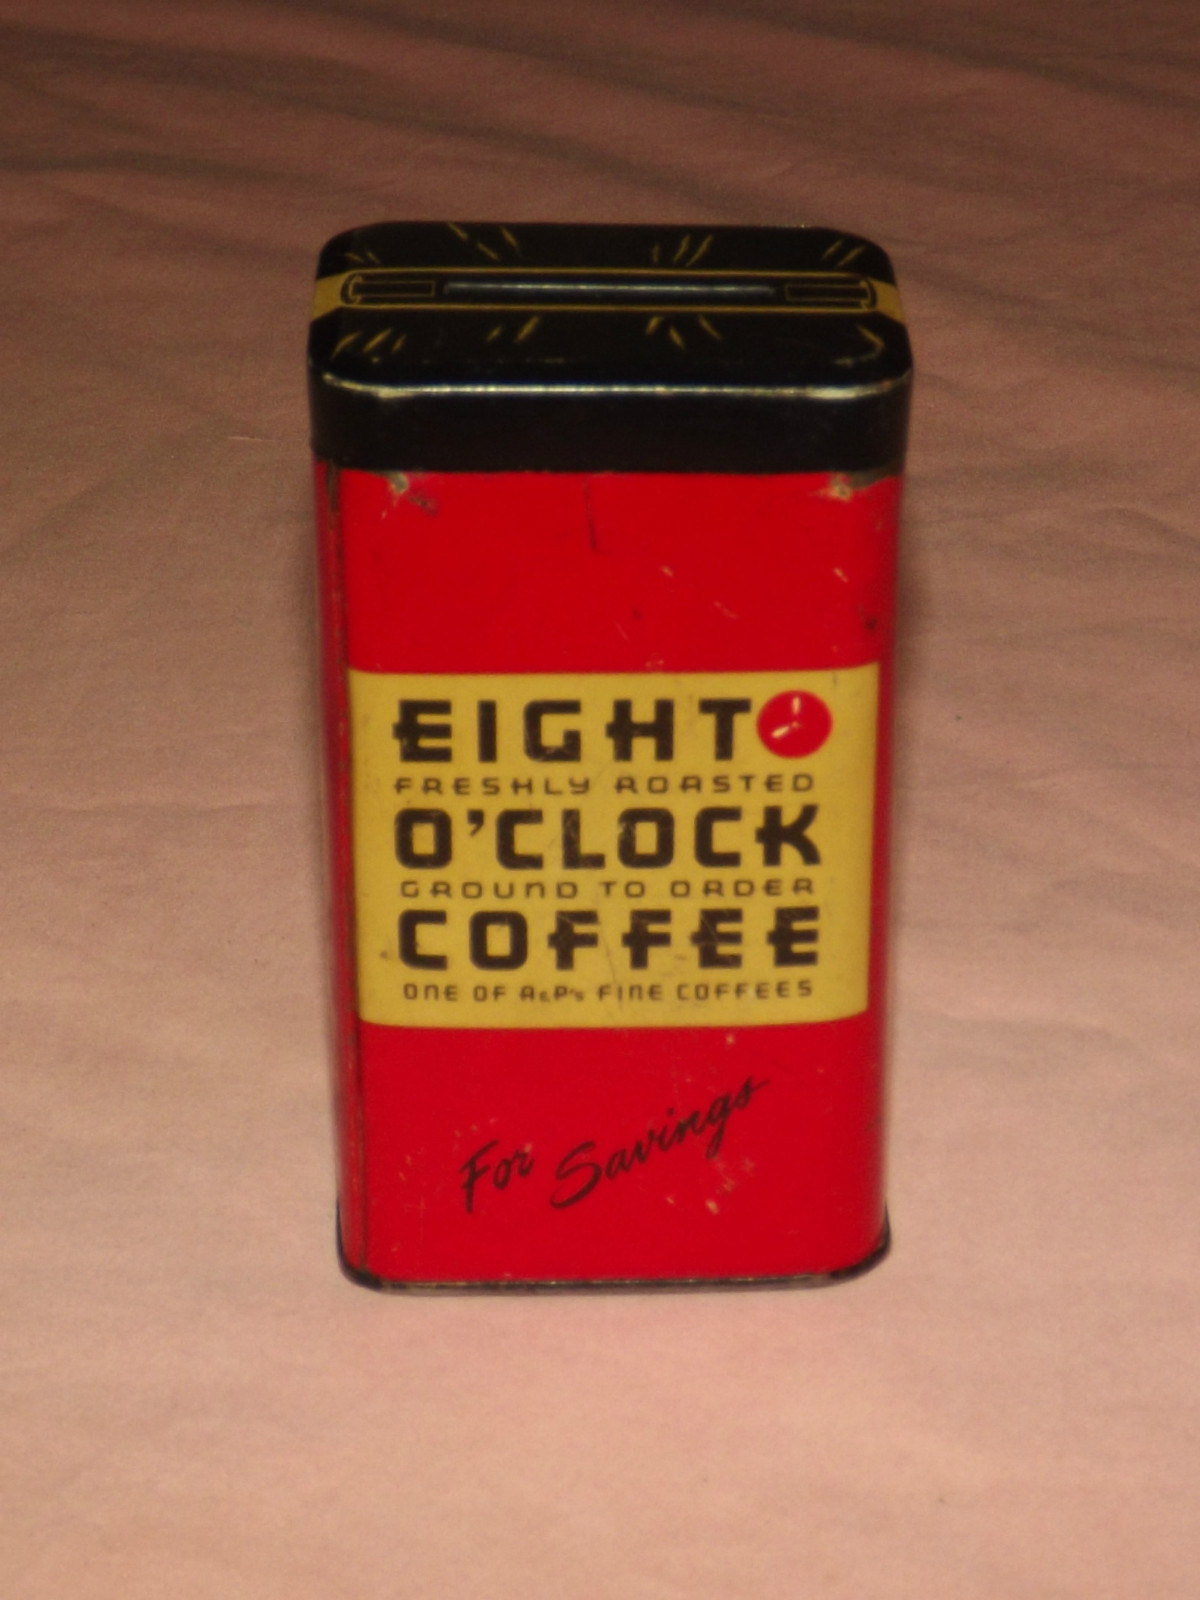 EIGHT
FRESHLY ROASTED
O'CLOCK
GROUND TO ORDER
COFFEE
ONE OF A&P's FINE COFFEES
For Savings